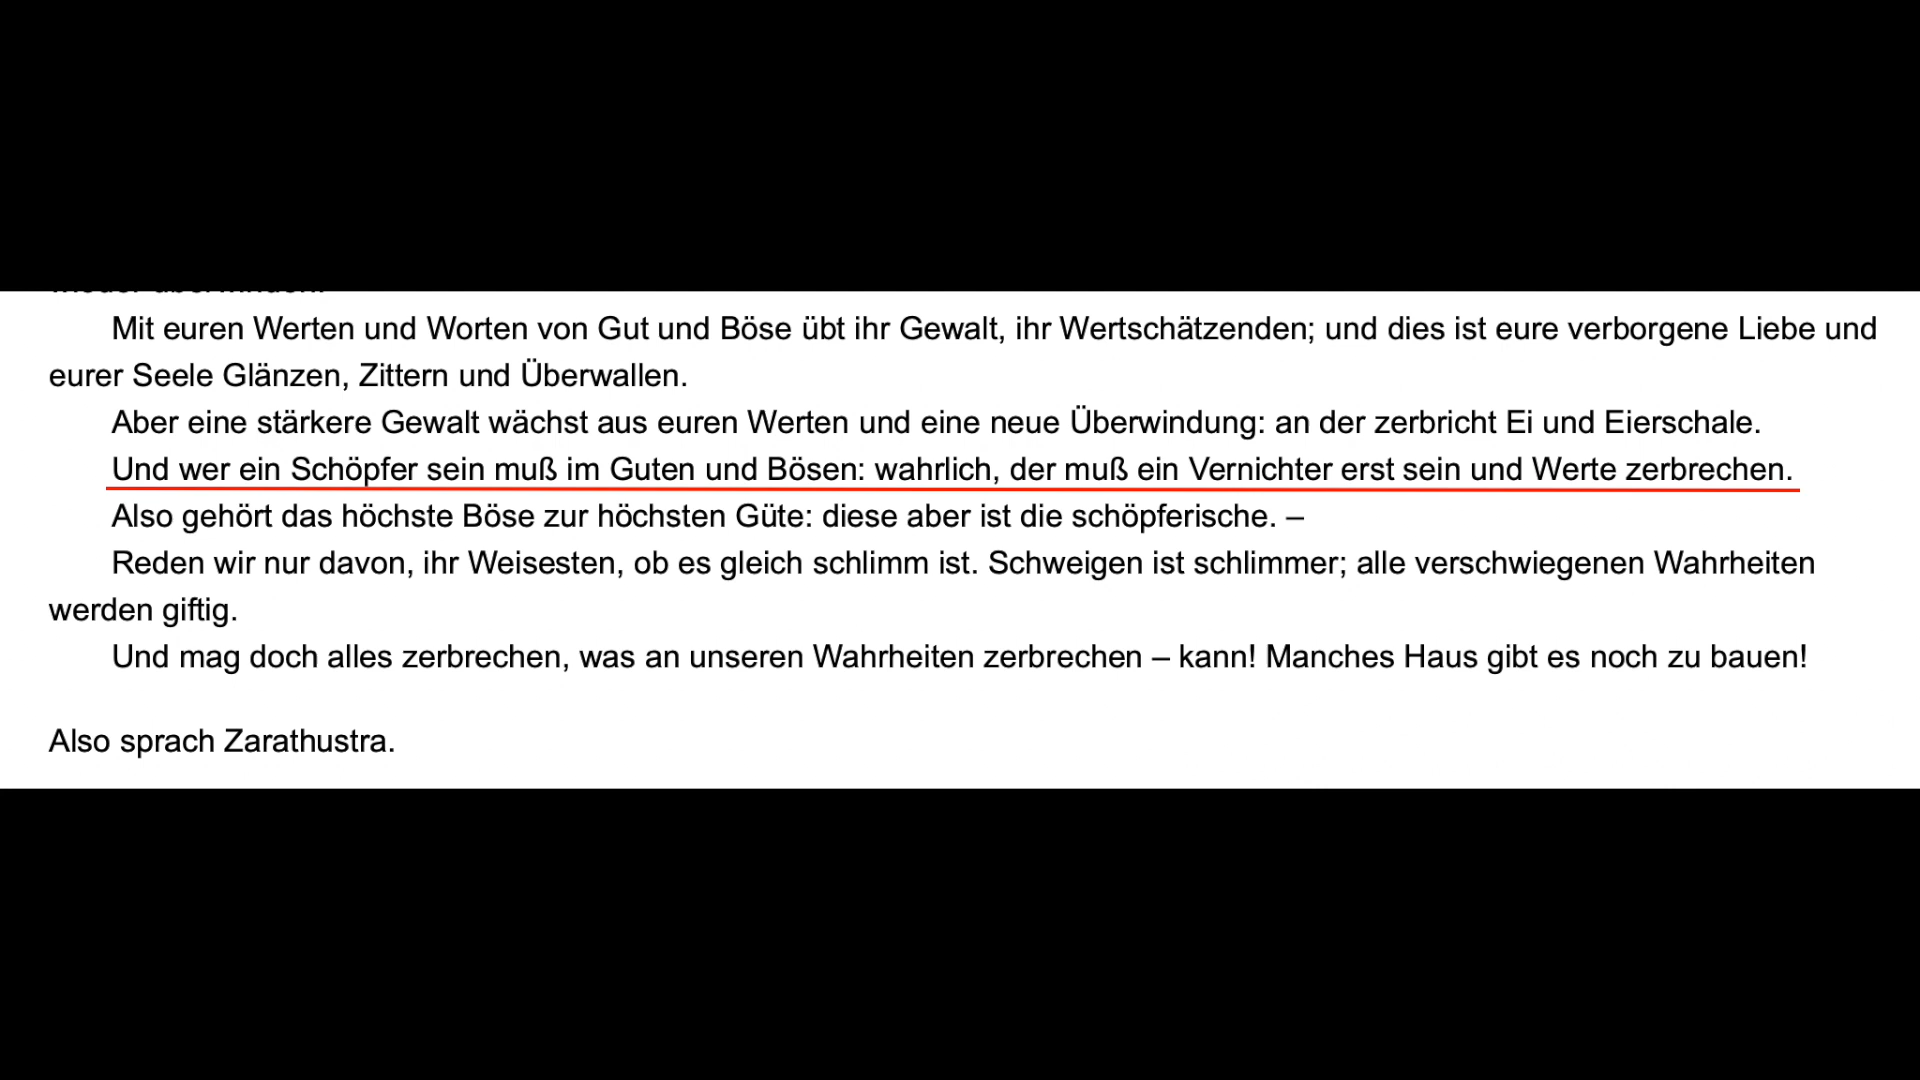 Mit euren Werten und Worten von Gut und Böse übt ihr Gewalt, ihr Wertschätzenden; und dies ist eure verborgene Liebe und
eurer Seele Glänzen, Zittern und Überwallen.
Aber eine stärkere Gewalt wächst aus euren Werten und eine neue Überwindung: an der zerbricht Ei und Eierschale.
Und wer ein Schöpfer sein muß im Guten und Bösen: wahrlich, der muß ein Vernichter erst sein und Werte zerbrechen.
Also gehört das höchste Böse zur höchsten Güte: diese aber ist die schöpferische. –
Reden wir nur davon, ihr Weisesten, ob es gleich schlimm ist. Schweigen ist schlimmer; alle verschwiegenen Wahrheiten
werden giftig.
Und mag doch alles zerbrechen, was an unseren Wahrheiten zerbrechen – kann! Manches Haus gibt es noch zu bauen!
Also sprach Zarathustra.